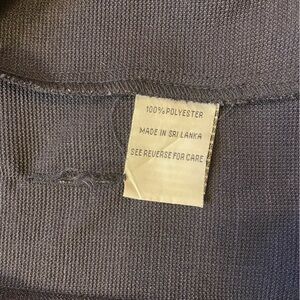 100% POLYESTER
MADE IN SRI LANKA
SEE REVERSE FOR CARE